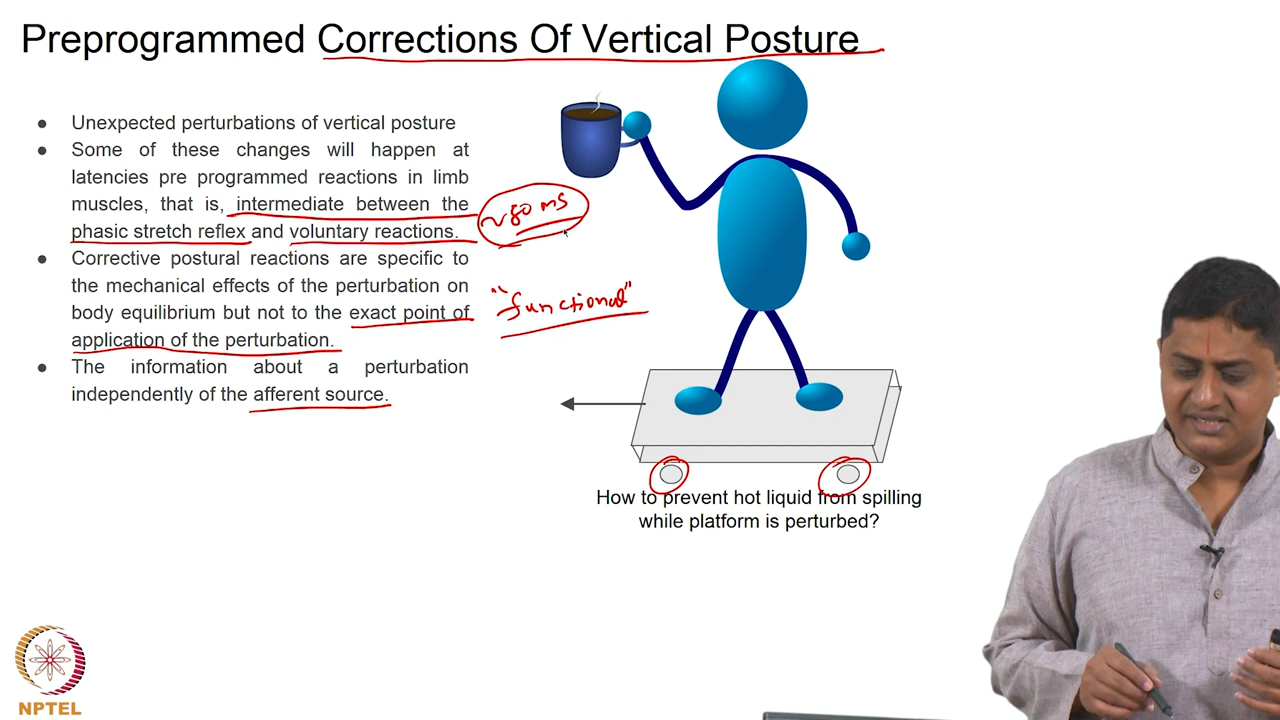 Preprogrammed Corrections Of Vertical Posture
● Unexpected perturbations of vertical posture
● Some of these changes will happen at
latencies pre programmed reactions in limb
muscles, that is, intermediate between the
phasic stretch reflex and voluntary reactions.
~80 ms
● Corrective postural reactions are specific to
the mechanical effects of the perturbation on
body equilibrium but not to the exact point of
application of the perturbation.
"functional"
● The information about a perturbation
independently of the afferent source.
How to prevent hot liquid from spilling
while platform is perturbed?
NPTEL